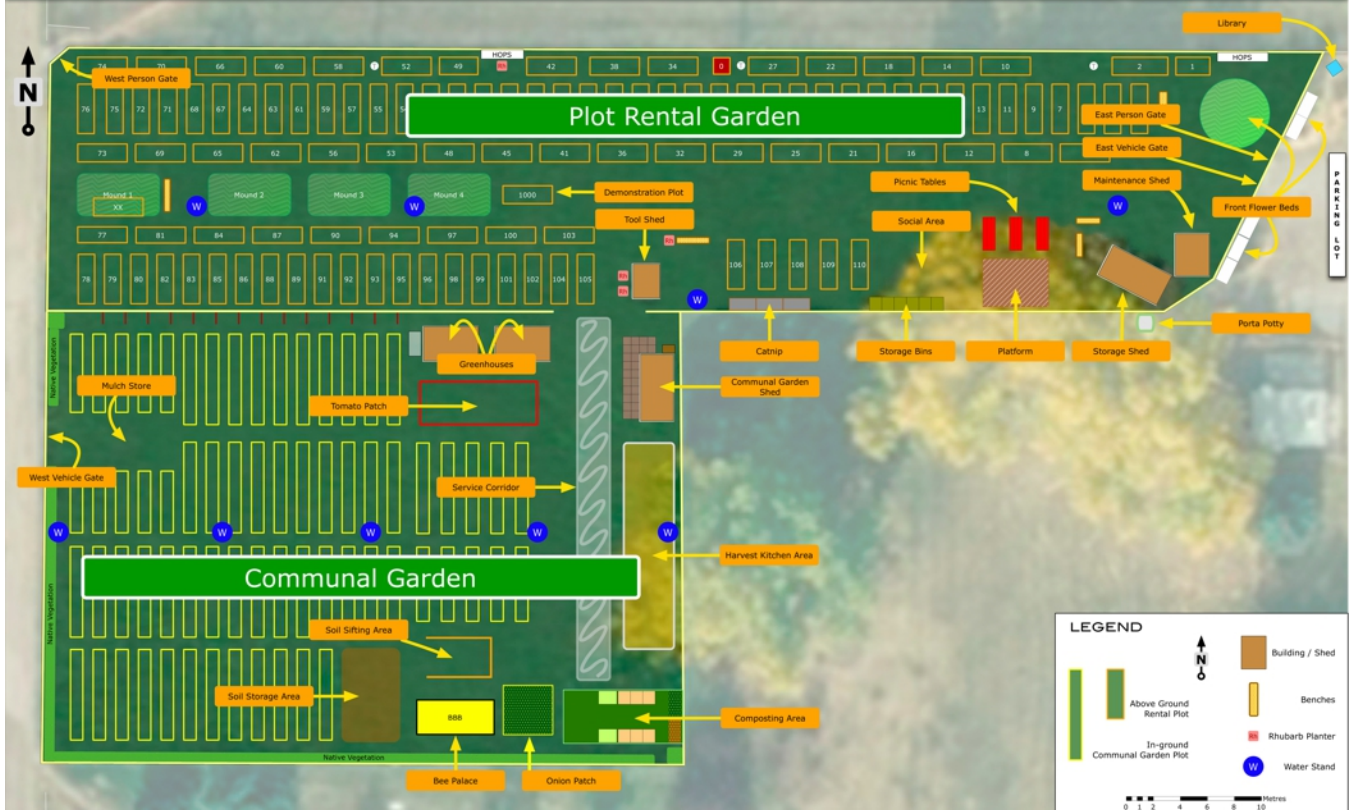 Library
HOPS
HOPS
N
74
70
66
60
58
T
52
49
Rh
42
38
34
0
T
27
22
18
14
10
T
2
1
West Person Gate
76
75
72
71
68
67
64
63
61
59
57
55
Plot Rental Garden
13
11
9
7
East Person Gate
73
69
65
62
56
53
48
45
41
36
32
29
25
21
16
12
8
East Vehicle Gate
PARKING LOT
Picnic Tables
Maintenance Shed
Mound 1
XX
Mound 2
Mound 3
Mound 4
1000
Demonstration Plot
W
W
W
Front Flower Beds
Tool Shed
Social Area
77
81
84
90
94
97
100
103
Rh
78
79
80
82
83
85
86
88
89
91
92
93
95
96
98
99
101
102
104
105
Rh
Rh
106
107
108
109
110
W
Porta Potty
Native Vegetation
Greenhouses
Catnip
Storage Bins
Platform
Storage Shed
Mulch Store
Communal Garden
Shed
Tomato Patch
West Vehicle Gate
Service Corridor
W
W
W
W
W
Harvest Kitchen Area
Communal Garden
Native Vegetation
Soil Sifting Area
Soil Storage Area
BBB
Composting Area
Native Vegetation
Bee Palace
Onion Patch
LEGEND
N
Building / Shed
Above Ground
Rental Plot
Benches
In-ground
Communal Garden Plot
Rh
Rhubarb Planter
W
Water Stand
Metres
0 1 2 4 6 8 10